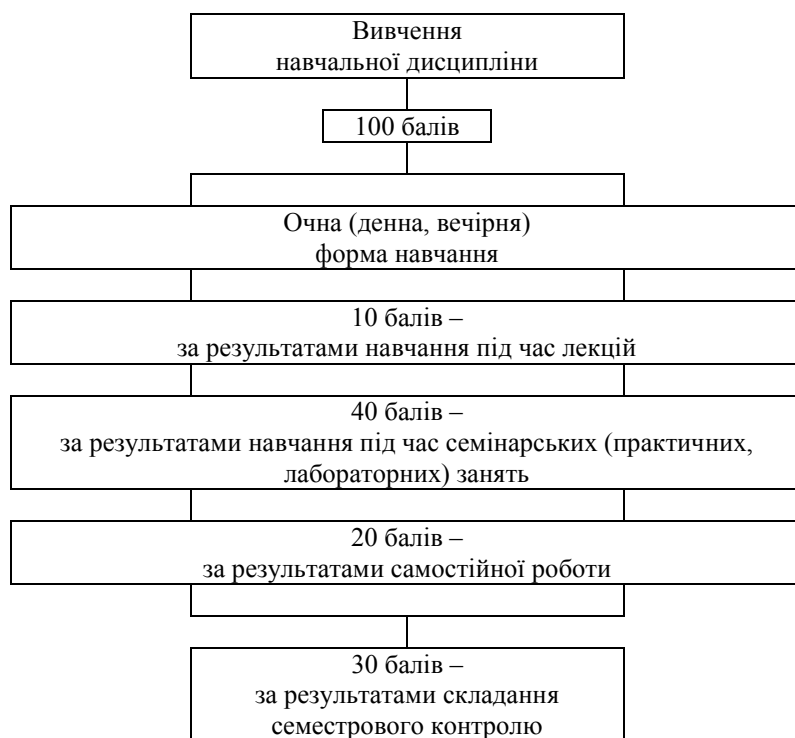 Вивчення
навчальної дисципліни
100 балів
Очна (денна, вечірня)
форма навчання
10 балів –
за результатами навчання під час лекцій
40 балів –
за результатами навчання під час семінарських (практичних,
лабораторних) занять
20 балів –
за результатами самостійної роботи
30 балів –
за результатами складання
семестрового контролю